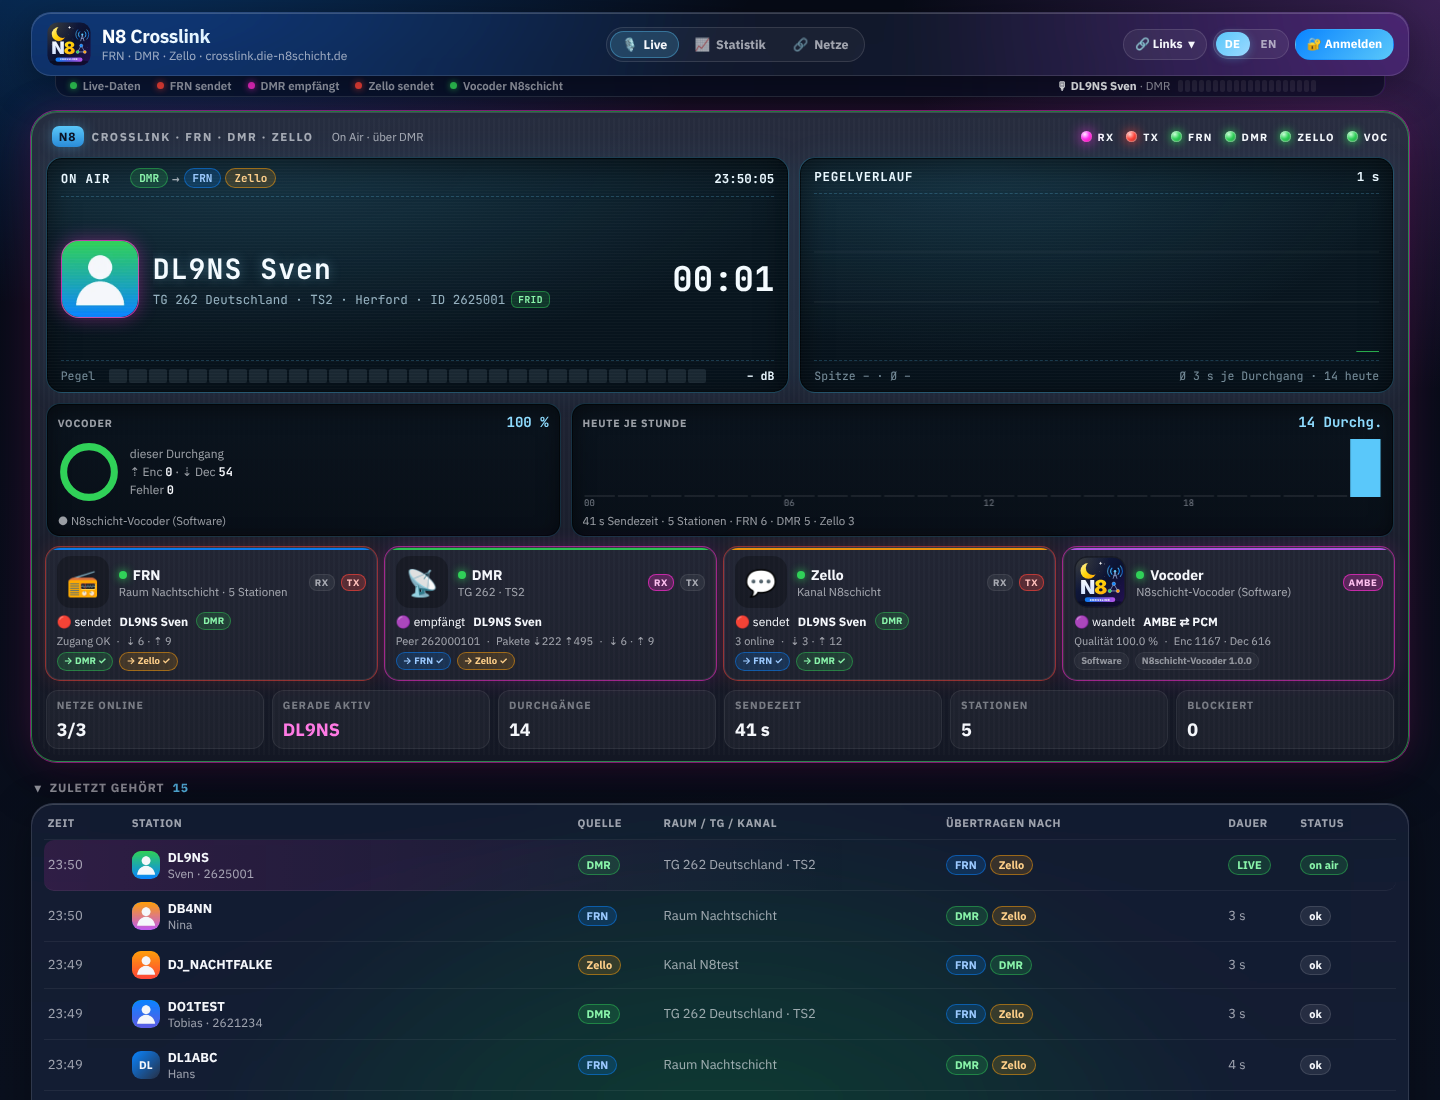 N8 Crosslink
FRN · DMR · Zello · crosslink.die-n8schicht.de
Live
Statistik
Netze
Links ▼
DE EN
Anmelden
Live-Daten
FRN sendet
DMR empfängt
Zello sendet
Vocoder N8schicht
DL9NS Sven · DMR
N8 CROSSLINK · FRN · DMR · ZELLO On Air · über DMR
RX TX FRN DMR ZELLO VOC
ON AIR DMR → FRN Zello 23:50:05
DL9NS Sven
TG 262 Deutschland · TS2 · Herford · ID 2625001 FRID
00:01
Pegel – dB
PEGELVERLAUF 1 s
Spitze – · Ø – Ø 3 s je Durchgang · 14 heute
VOCODER 100 %
dieser Durchgang
↑ Enc 0 · ↓ Dec 54
Fehler 0
N8schicht-Vocoder (Software)
HEUTE JE STUNDE 14 Durchg.
00 06 12 18
41 s Sendezeit · 5 Stationen · FRN 6 · DMR 5 · Zello 3
FRN
Raum Nachtschicht · 5 Stationen
RX TX
sendet DL9NS Sven DMR
Zugang OK · ↓ 6 · ↑ 9
→ DMR ✓ → Zello ✓
DMR
TG 262 · TS2
RX TX
empfängt DL9NS Sven
Peer 262000101 · Pakete ↓222 ↑495 · ↓ 6 · ↑ 9
→ FRN ✓ → Zello ✓
Zello
Kanal N8schicht
RX TX
sendet DL9NS Sven DMR
3 online · ↓ 3 · ↑ 12
→ FRN ✓ → DMR ✓
N8
Vocoder
N8schicht-Vocoder (Software)
AMBE
wandelt AMBE ⇄ PCM
Qualität 100.0 % · Enc 1167 · Dec 616
Software N8schicht-Vocoder 1.0.0
NETZE ONLINE
3/3
GERADE AKTIV
DL9NS
DURCHGÄNGE
14
SENDEZEIT
41 s
STATIONEN
5
BLOCKIERT
0
▼ ZULETZT GEHÖRT 15
ZEIT STATION QUELLE RAUM / TG / KANAL ÜBERTRAGEN NACH DAUER STATUS
23:50 DL9NS DMR TG 262 Deutschland · TS2 FRN Zello LIVE on air
Sven · 2625001
23:50 DB4NN FRN Raum Nachtschicht DMR Zello 3 s ok
Nina
23:49 DJ_NACHTFALKE Zello Kanal N8test FRN DMR 3 s ok
23:49 DO1TEST DMR TG 262 Deutschland · TS2 FRN Zello 3 s ok
Tobias · 2621234
23:49 DL DL1ABC FRN Raum Nachtschicht DMR Zello 4 s ok
Hans